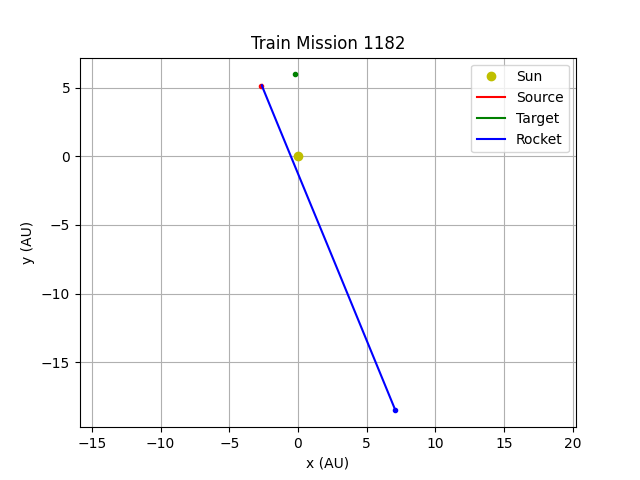 Train Mission 1182
Sun
Source
Target
Rocket
5
0
−5
−10
−15
y (AU)
−15
−10
−5
0
5
10
15
20
x (AU)